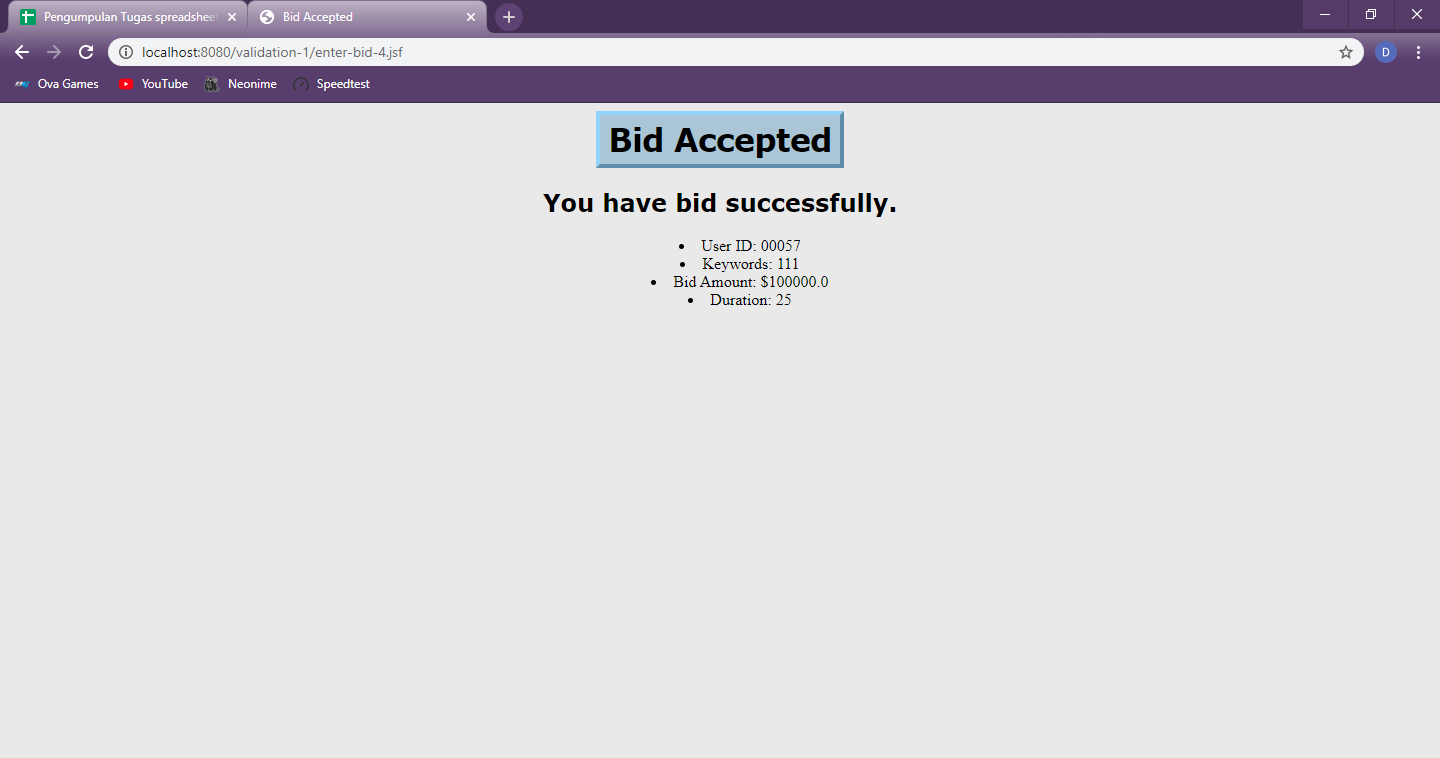 Pengumpulan Tugas spreadsheet
Bid Accepted
localhost:8080/validation-1/enter-bid-4.jsf
D
Ova Games
YouTube
Neonime
Speedtest
Bid Accepted
You have bid successfully.
• User ID: 00057
• Keywords: 111
• Bid Amount: $100000.0
• Duration: 25